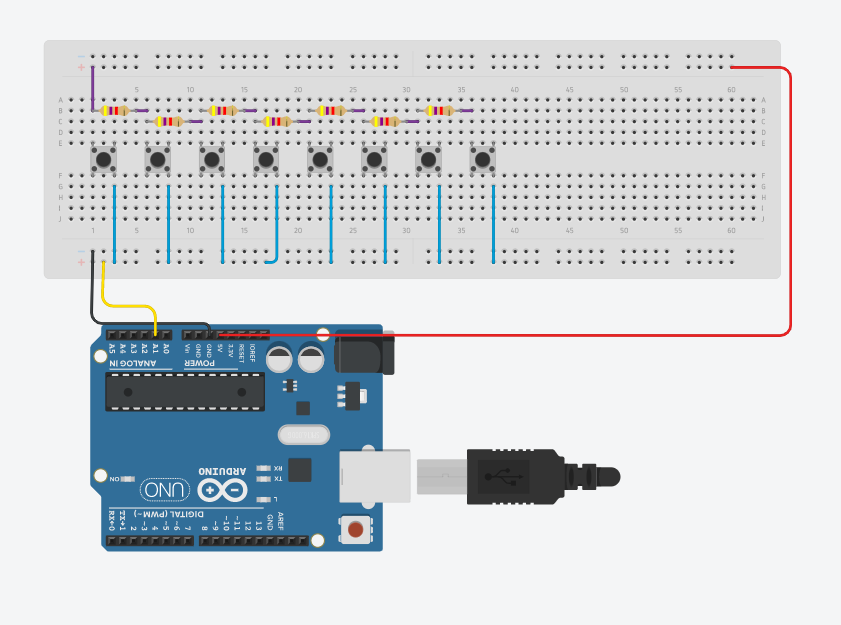 − −
+ +
5 10 15 20 25 30 35 40 45 50 55 60
A A
B B
C C
D D
E E
F F
G G
H H
I I
J J
1 5 10 15 20 25 30 35 40 45 50 55 60
− −
+ +
A5 A4 A3 A2 A1 A0 Vin GND GND 5V 3.3V RESET IOREF
ANALOG IN POWER
ON UNO ARDUINO RX
TX
L
DIGITAL (PWM~)
RX←0 TX→1 2 ~3 4 ~5 ~6 7 8 ~9 ~10 ~11 12 13 GND AREF